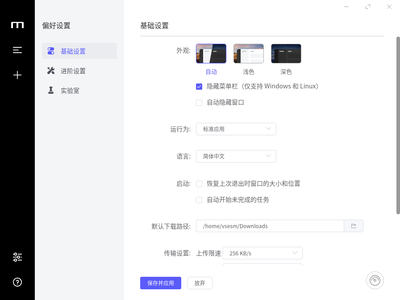 m
偏好设置
基础设置
进阶设置
实验室
基础设置
外观:
自动
浅色
深色
隐藏菜单栏（仅支持 Windows 和 Linux）
自动隐藏窗口
运行为:
标准应用
语言:
简体中文
启动:
恢复上次退出时窗口的大小和位置
自动开始未完成的任务
默认下载路径:
/home/vsesm/Downloads
传输设置:
上传限速
256 KB/s
保存并应用
放弃